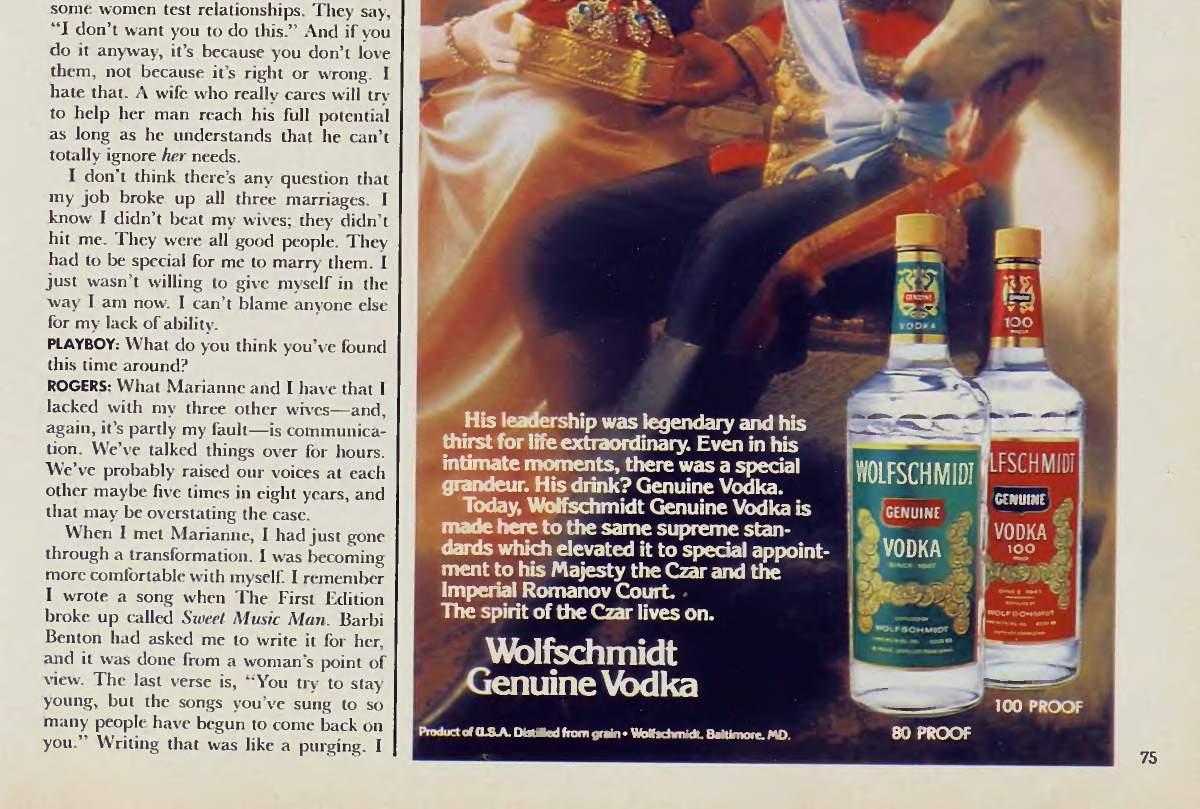 some women test relationships. They say,
“I don’t want you to do this.” And if you
do it anyway, it’s because you don’t love
them, not because it’s right or wrong. I
hate that. A wife who really cares will try
to help her man reach his full potential
as long as he understands that he can’t
totally ignore her needs.
I don’t think there’s any question that
my job broke up all three marriages. I
know I didn’t beat my wives; they didn’t
hit me. They were all good people. They
had to be special for me to marry them. I
just wasn’t willing to give myself in the
way I am now. I can’t blame anyone else
for my lack of ability.
PLAYBOY: What do you think you’ve found
this time around?
ROGERS: What Marianne and I have that I
lacked with my three other wives—and,
again, it’s partly my fault—is communica-
tion. We’ve talked things over for hours.
We’ve probably raised our voices at each
other maybe five times in eight years, and
that may be overstating the case.
When I met Marianne, I had just gone
through a transformation. I was becoming
more comfortable with myself. I remember
I wrote a song when The First Edition
broke up called Sweet Music Man. Barbi
Benton had asked me to write it for her,
and it was done from a woman’s point of
view. The last verse is, “You try to stay
young, but the songs you’ve sung to so
many people have begun to come back on
you.” Writing that was like a purging. I
His leadership was legendary and his
thirst for life extraordinary. Even in his
intimate moments, there was a special
grandeur. His drink? Genuine Vodka.
Today, Wolfschmidt Genuine Vodka is
made here to the same supreme stan-
dards which elevated it to special appoint-
ment to his Majesty the Czar and the
Imperial Romanov Court.
The spirit of the Czar lives on.
Wolfschmidt
Genuine Vodka
Product of U.S.A. Distilled from grain • Wolfschmidt, Baltimore, MD.
GENUINE
VODKA
WOLFSCHMIDT
GENUINE
VODKA
SINCE 1847
WOLFSCHMIDT
80 PROOF
GENUINE
100
PROOF
LFSCHMIDT
GENUINE
VODKA
100
PROOF
SINCE 1847
WOLFSCHMIDT
100 PROOF
75